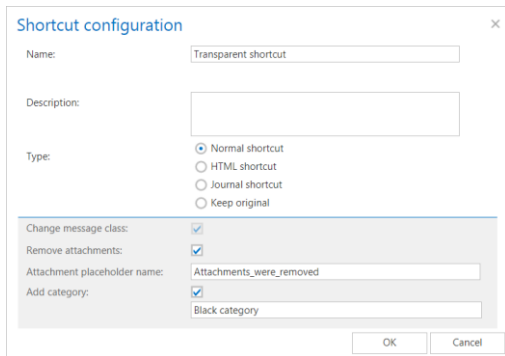 Shortcut configuration
Name: Transparent shortcut
Description:
Type:
Normal shortcut
HTML shortcut
Journal shortcut
Keep original
Change message class:
Remove attachments:
Attachment placeholder name: Attachments_were_removed
Add category:
Black category
OK Cancel